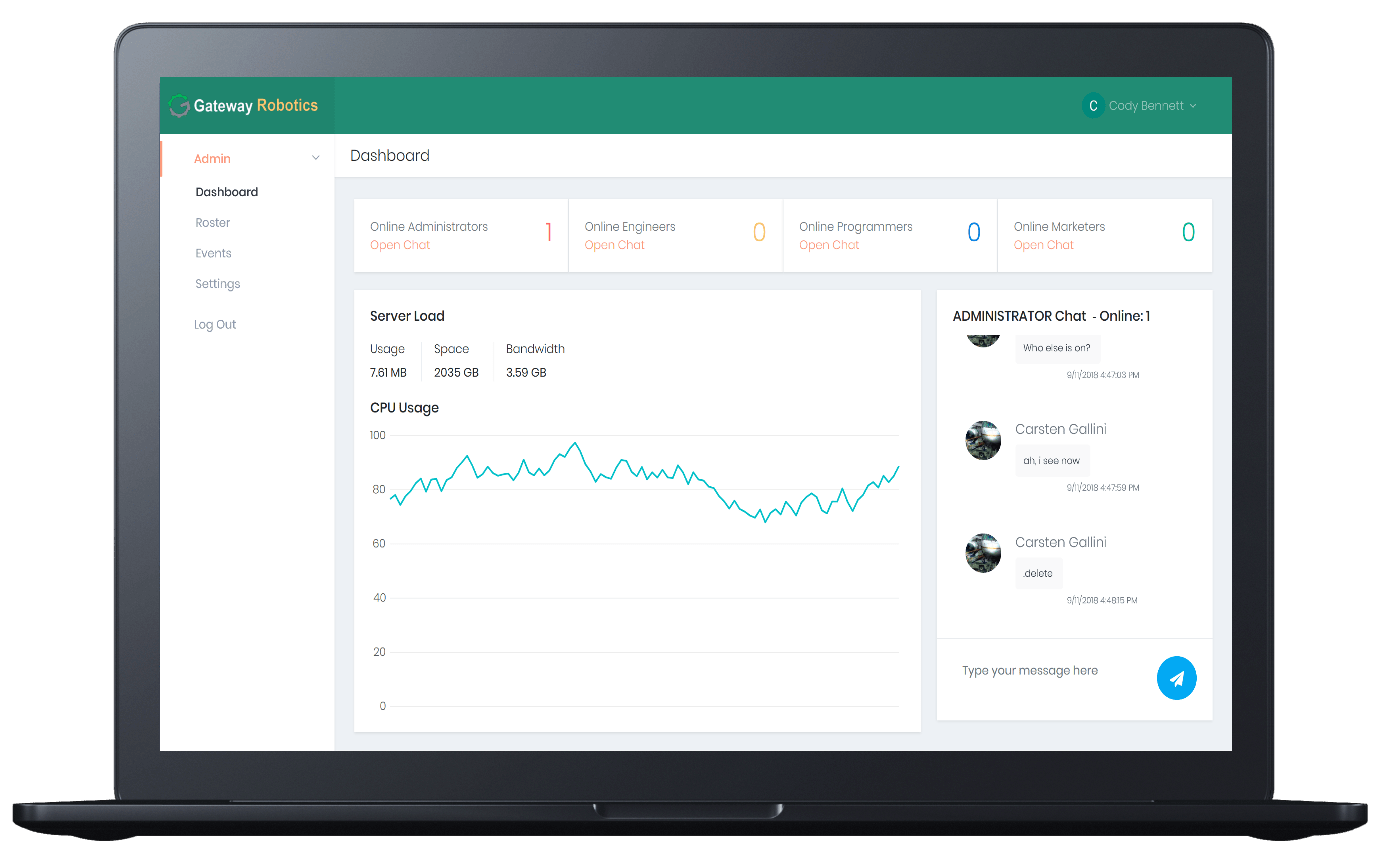 Gateway Robotics
C Cody Bennett
Admin
Dashboard
Roster
Events
Settings
Log Out
Dashboard
Online Administrators 1
Open Chat
Online Engineers 0
Open Chat
Online Programmers 0
Open Chat
Online Marketers 0
Open Chat
Server Load
Usage Space Bandwidth
7.61 MB 2035 GB 3.59 GB
CPU Usage
100
80
60
40
20
0
ADMINISTRATOR Chat - Online: 1
Who else is on?
9/11/2018 4:47:03 PM
Carsten Gallini
ah, i see now
9/11/2018 4:47:59 PM
Carsten Gallini
.delete
9/11/2018 4:48:15 PM
Type your message here